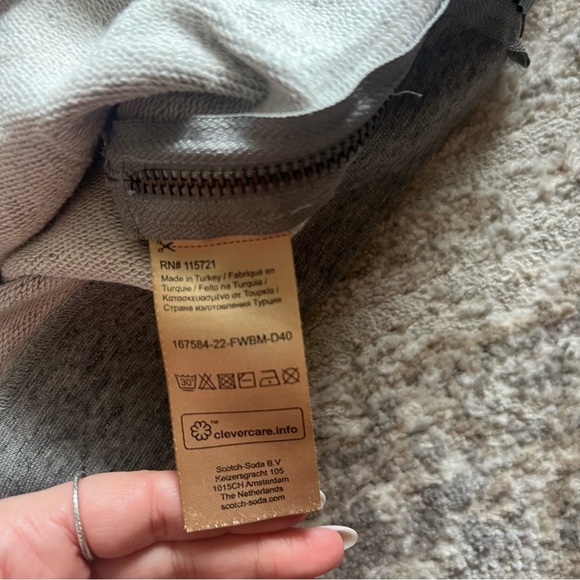 RN# 115721
Made in Turkey / Fabriqué en
Turquie / Feito na Turquia /
Κατασκευασμένο σε Τουρκία /
Страна изготовления Турция
167584-22-FWBM-D40
30°
™
clevercare.info
Scotch-Soda B.V
Keizersgracht 105
1015CH Amsterdam
The Netherlands
scotch-soda.com